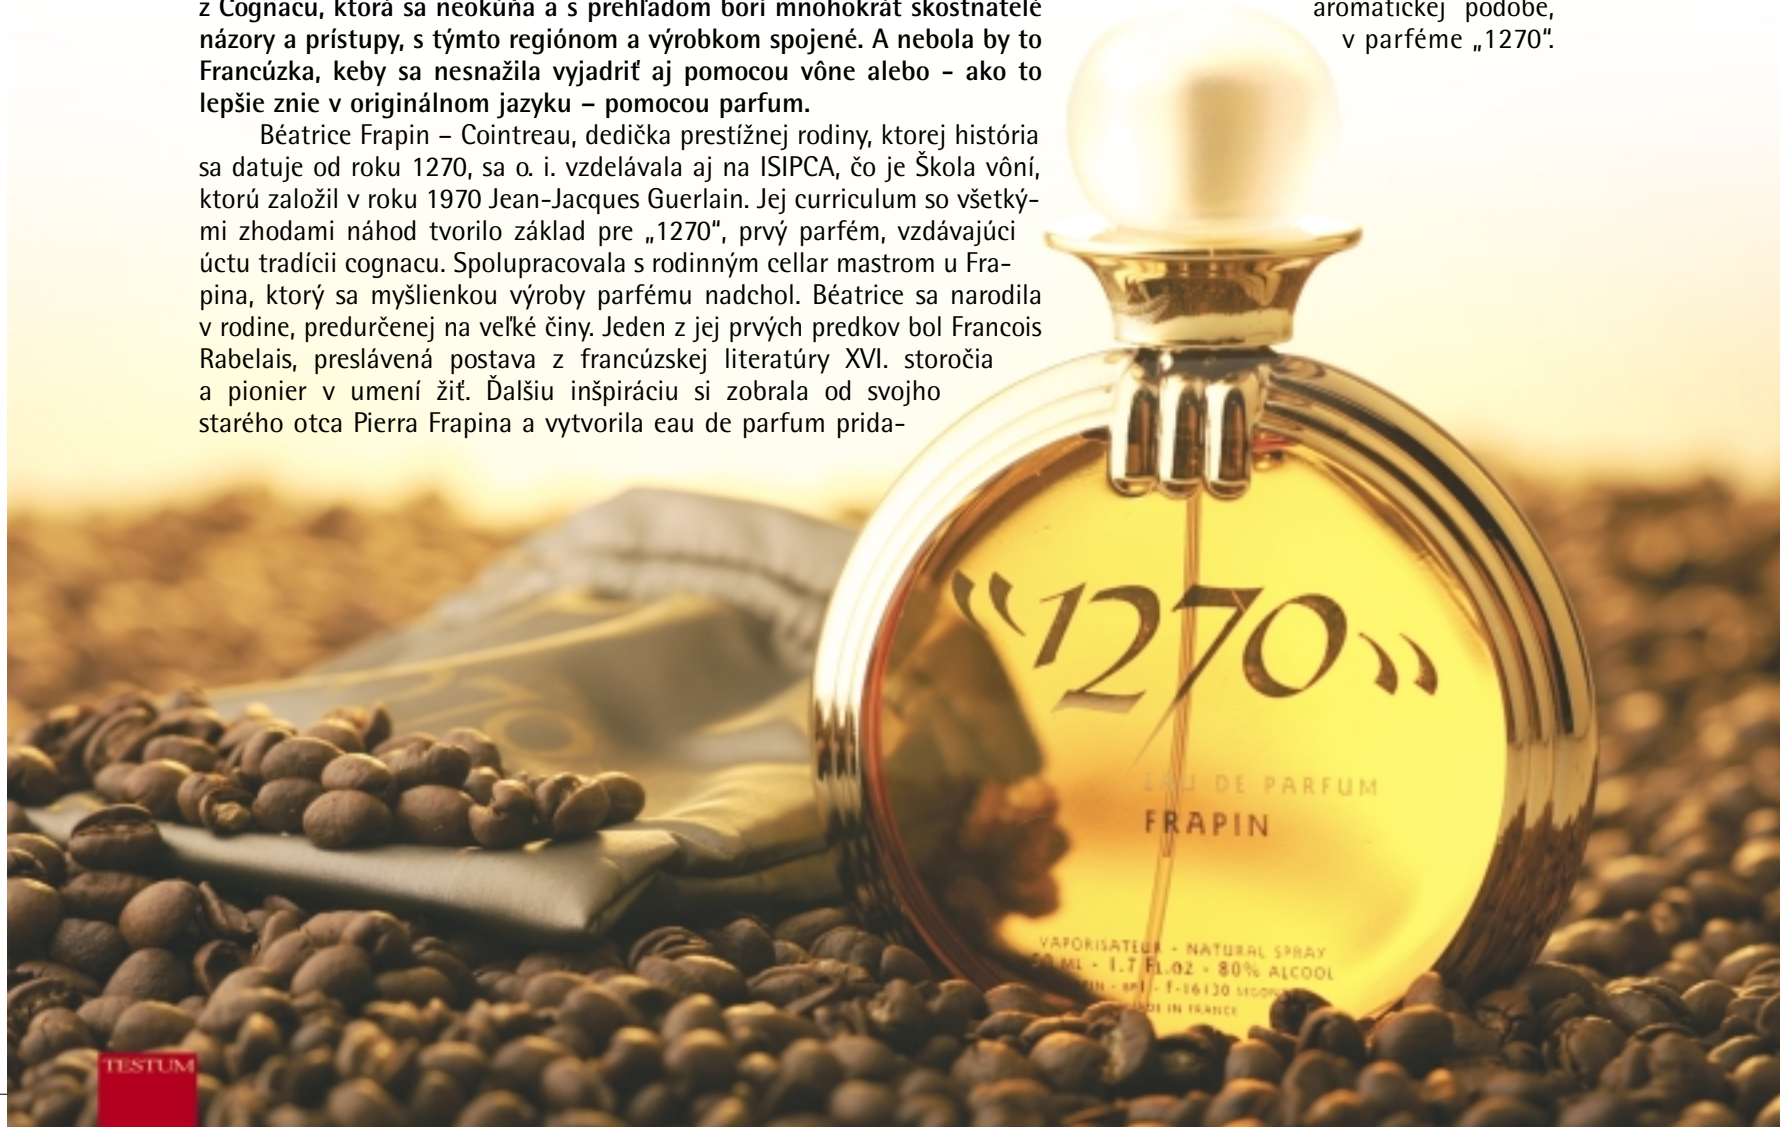 z Cognacu, ktorá sa neokúňa a s prehľadom borí mnohokrát skostnatelé
názory a prístupy, s týmto regiónom a výrobkom spojené. A nebola by to
Francúzka, keby sa nesnažila vyjadriť aj pomocou vône alebo - ako to
lepšie znie v originálnom jazyku – pomocou parfum.
Béatrice Frapin – Cointreau, dedička prestížnej rodiny, ktorej história
sa datuje od roku 1270, sa o. i. vzdelávala aj na ISIPCA, čo je Škola vôní,
ktorú založil v roku 1970 Jean-Jacques Guerlain. Jej curriculum so všetký-
mi zhodami náhod tvorilo základ pre „1270“, prvý parfém, vzdávajúci
úctu tradícii cognacu. Spolupracovala s rodinným cellar mastrom u Fra-
pina, ktorý sa myšlienkou výroby parfému nadchol. Béatrice sa narodila
v rodine, predurčenej na veľké činy. Jeden z jej prvých predkov bol Francois
Rabelais, preslávená postava z francúzskej literatúry XVI. storočia
a pionier v umení žiť. Ďalšiu inšpiráciu si zobrala od svojho
starého otca Pierra Frapina a vytvorila eau de parfum prida-
aromatickej podobe,
v parféme „1270“.
“1270”
EAU DE PARFUM
FRAPIN
VAPORISATEUR - NATURAL SPRAY
ML - 1.7 FL.OZ - 80% ALCOOL
F-16130
IN FRANCE
TESTUM